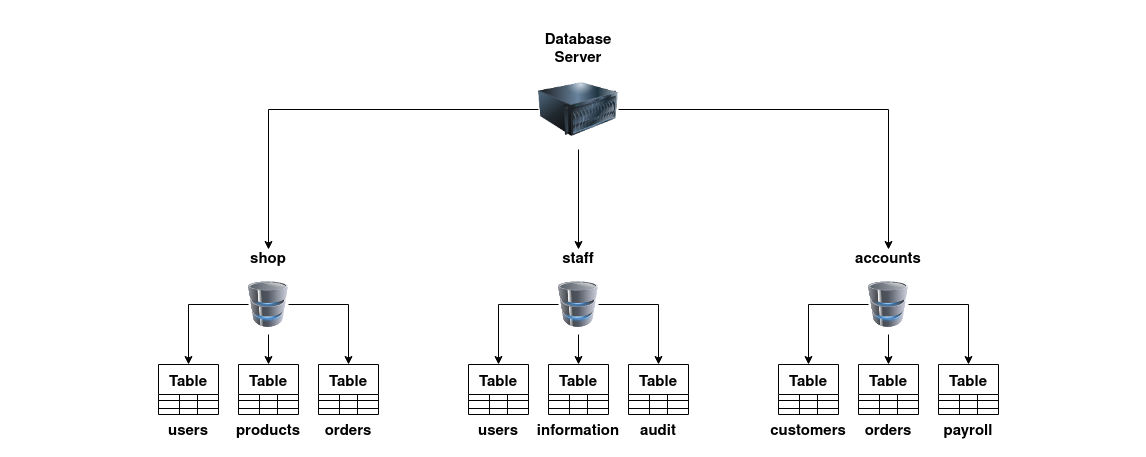 Database
Server
shop
staff
accounts
Table
Table
Table
Table
Table
Table
Table
Table
Table
users
products
orders
users
information
audit
customers
orders
payroll